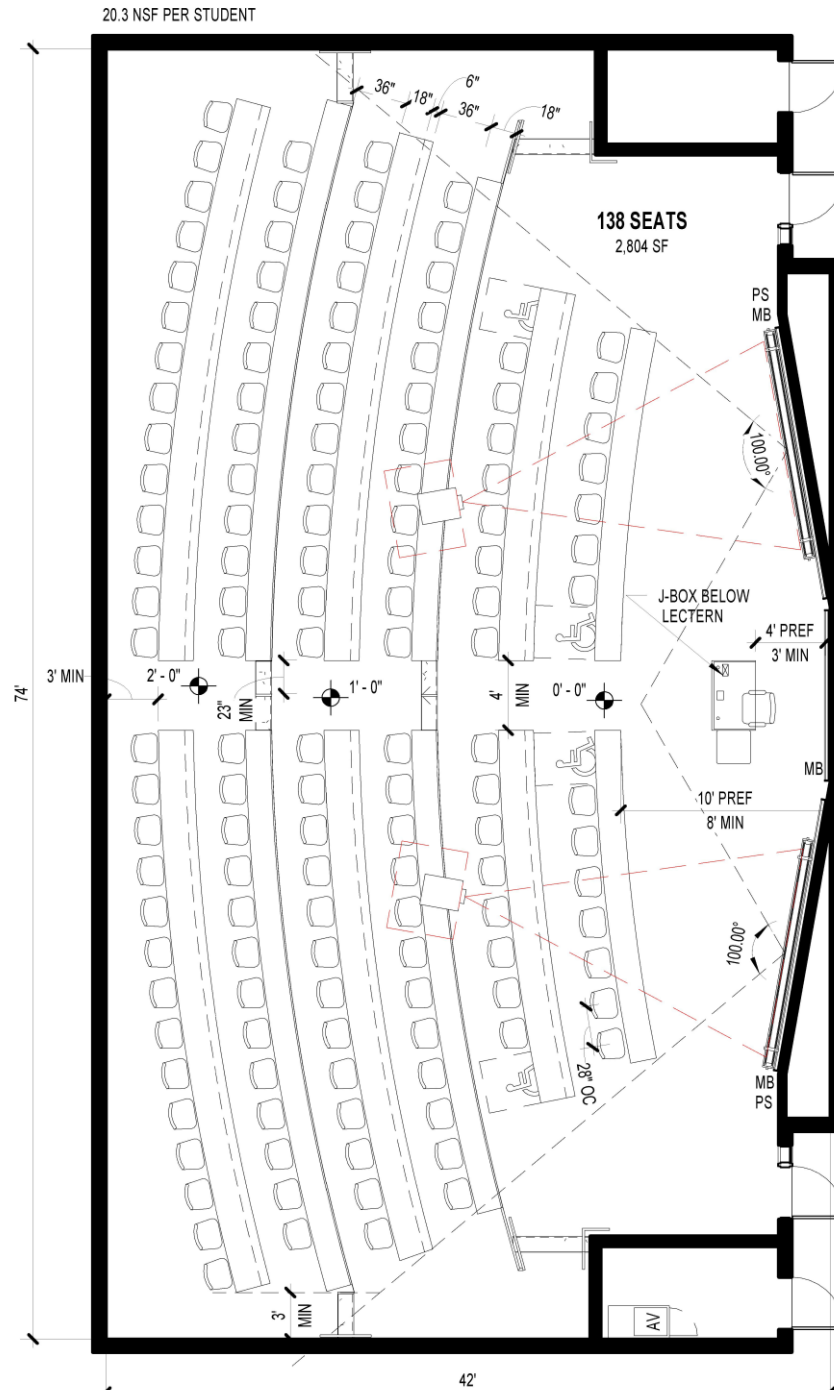 20.3 NSF PER STUDENT
36"
18"
6"
36"
18"
138 SEATS
2,804 SF
PS
MB
100.00°
J-BOX BELOW
LECTERN
4' PREF
3' MIN
3' MIN
2' - 0"
23"
MIN
1' - 0"
4'
MIN
0' - 0"
74'
MB
10' PREF
8' MIN
100.00°
28" OC
MB
PS
3'
MIN
AV
42'